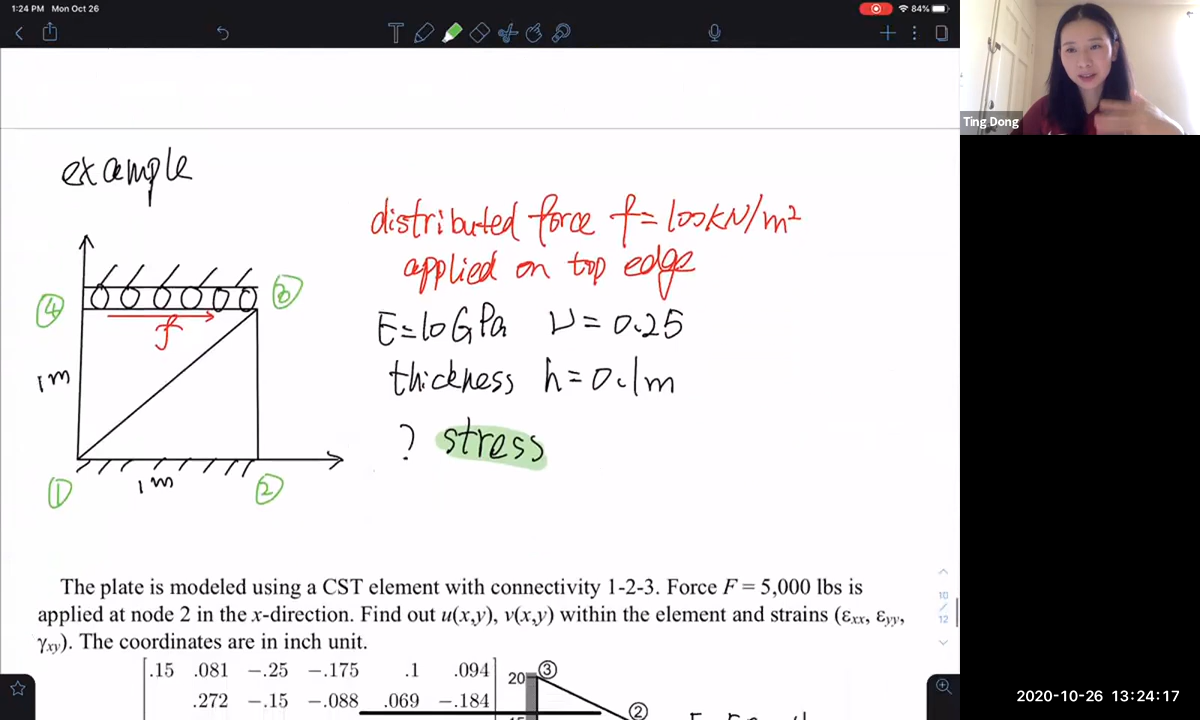 1:24 PM Mon Oct 26
84%
Ting Dong
example
distributed force f=100KN/m²
applied on top edge
④
③
f
E=10GPa ν=0.25
1m
thickness h=0.1m
? stress
①
1m
②
The plate is modeled using a CST element with connectivity 1-2-3. Force F = 5,000 lbs is
applied at node 2 in the x-direction. Find out u(x,y), v(x,y) within the element and strains (εxx, εyy,
γxy). The coordinates are in inch unit.
10
/
12
.15 .081 −.25 −.175 .1 .094
.272 −.15 −.088 .069 −.184
20
③
②
2020-10-26 13:24:17